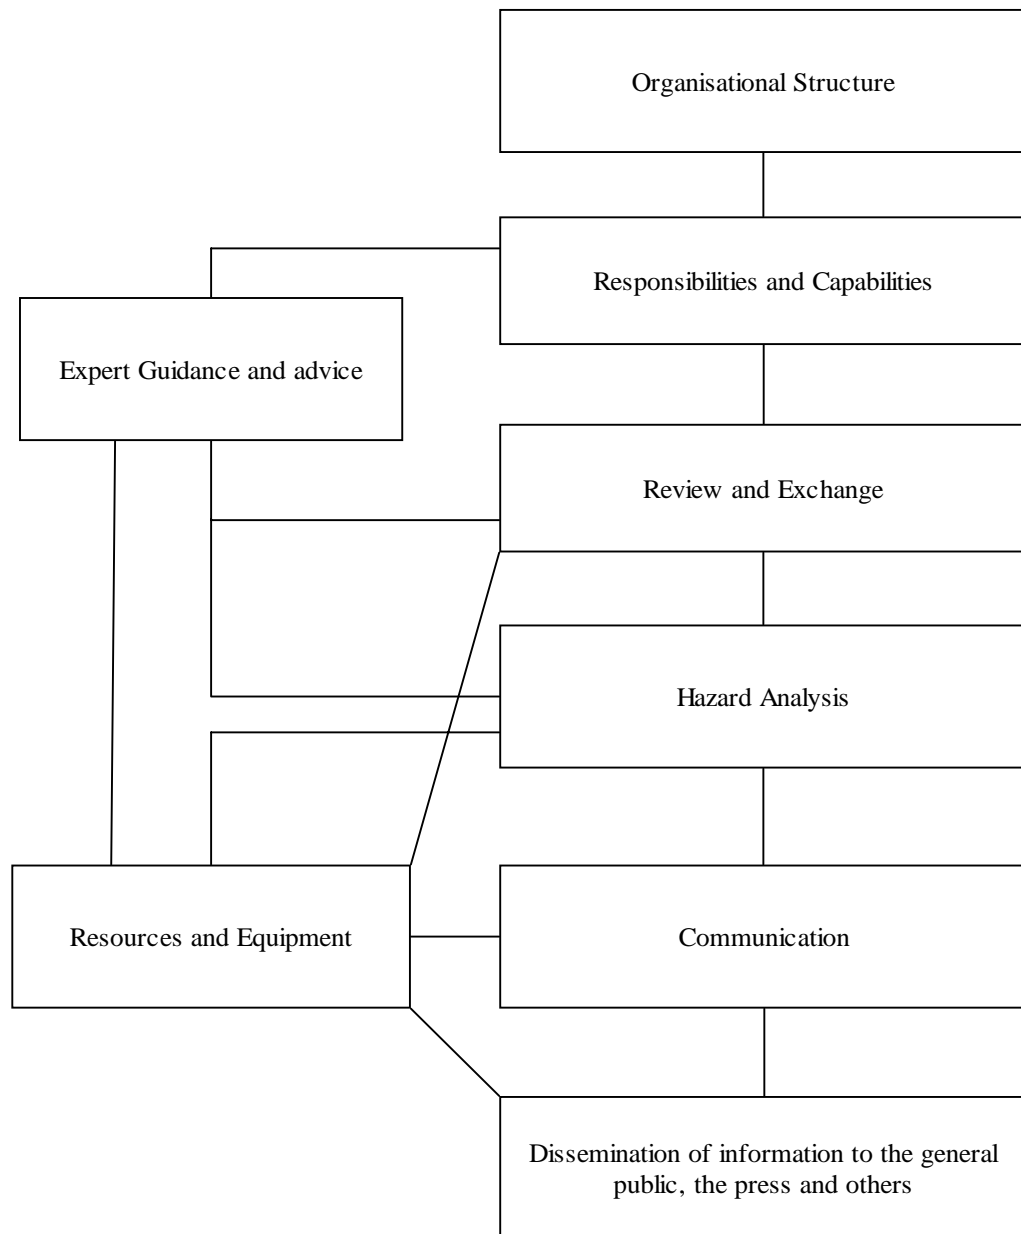 Organisational Structure
Responsibilities and Capabilities
Expert Guidance and advice
Review and Exchange
Hazard Analysis
Resources and Equipment
Communication
Dissemination of information to the general
public, the press and others